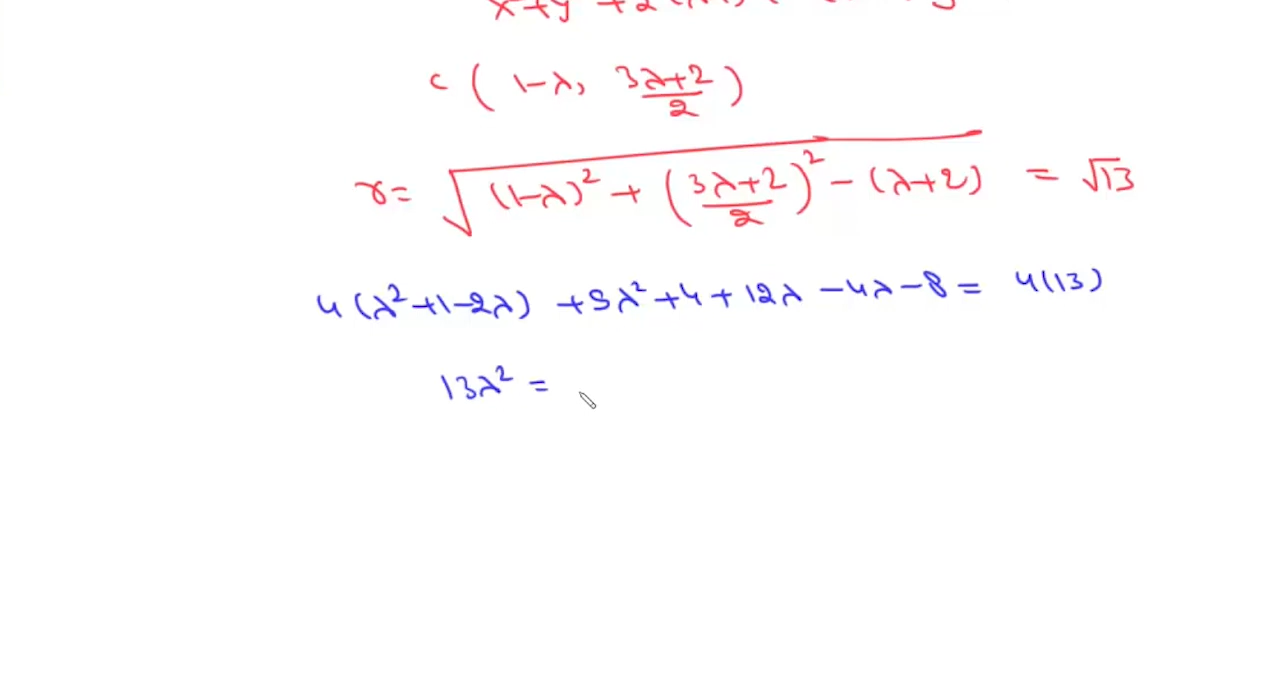 c ( 1-λ, (3λ+2)/2 )
r = √((1-λ)² + ((3λ+2)/2)² - (λ+2)) = √13
4(λ²+1-2λ) +9λ²+4+12λ-4λ-8 = 4(13)
13λ² =